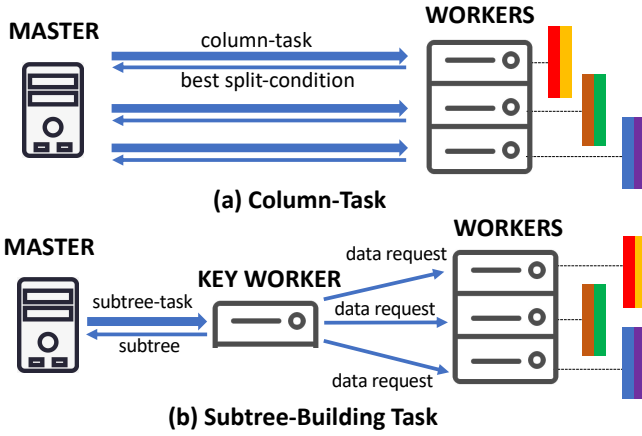 MASTER
WORKERS
column-task
best split-condition
(a) Column-Task
MASTER
KEY WORKER
WORKERS
subtree-task
subtree
data request
data request
data request
(b) Subtree-Building Task